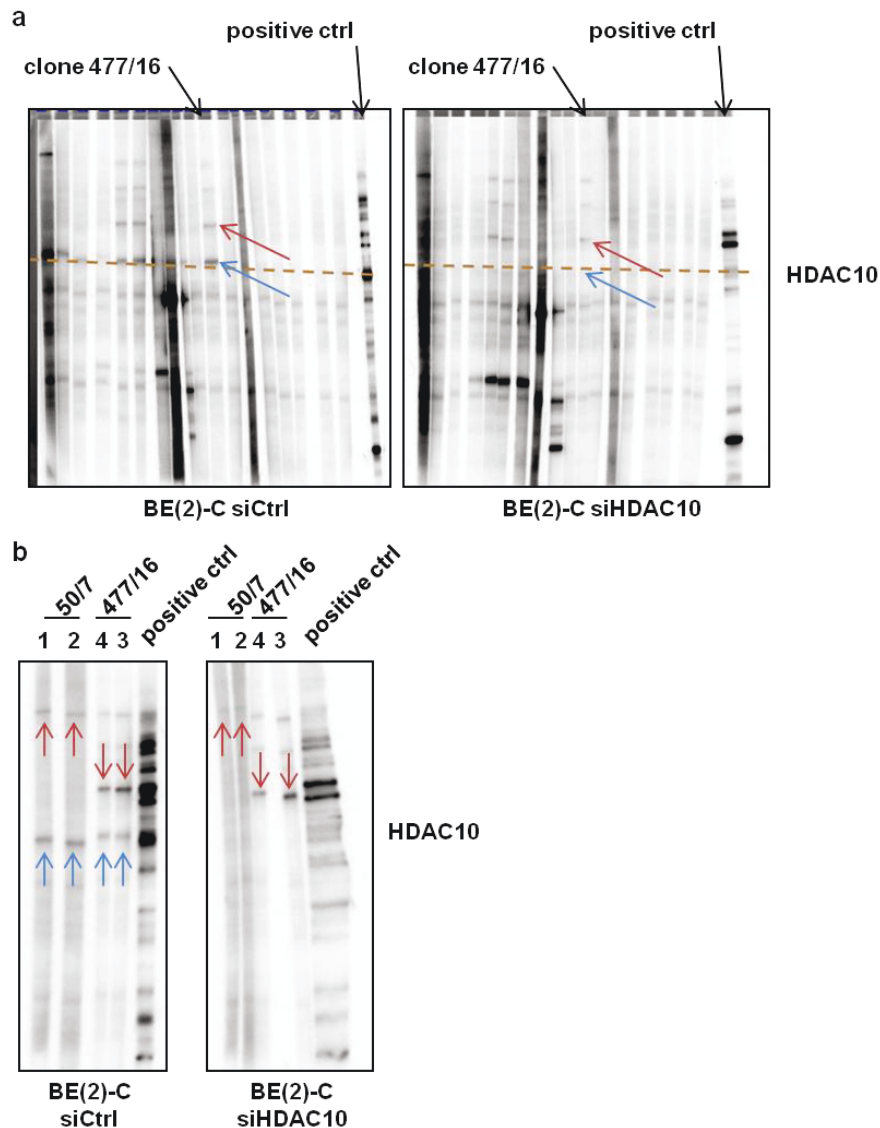 a
positive ctrl
clone 477/16
positive ctrl
clone 477/16
HDAC10
BE(2)-C siCtrl
BE(2)-C siHDAC10
b
50/7
477/16
positive ctrl
1 2 4 3
50/7
477/16
positive ctrl
1 2 4 3
HDAC10
BE(2)-C
siCtrl
BE(2)-C
siHDAC10